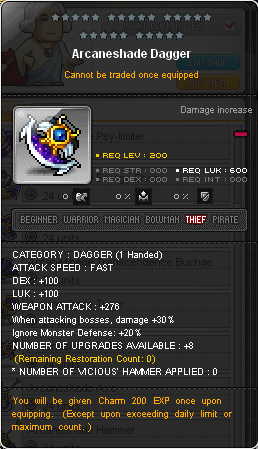 Arcaneshade Dagger
Cannot be traded once equipped
Damage increase
REQ LEV : 200
REQ STR : 000
REQ LUK : 600
REQ DEX : 000
REQ INT : 000
0
0 %
0 %
BEGINNER WARRIOR MAGICIAN BOWMAN THIEF PIRATE
CATEGORY : DAGGER (1 Handed)
ATTACK SPEED : FAST
DEX : +100
LUK : +100
WEAPON ATTACK : +276
When attacking bosses, damage +30%
Ignore Monster Defense: +20%
NUMBER OF UPGRADES AVAILABLE : +8
(Remaining Restoration Count: 0)
* NUMBER OF VICIOUS' HAMMER APPLIED : 0
You will be given Charm 200 EXP once upon
equipping. (Except upon exceeding daily limit or
maximum count. )
Hammer